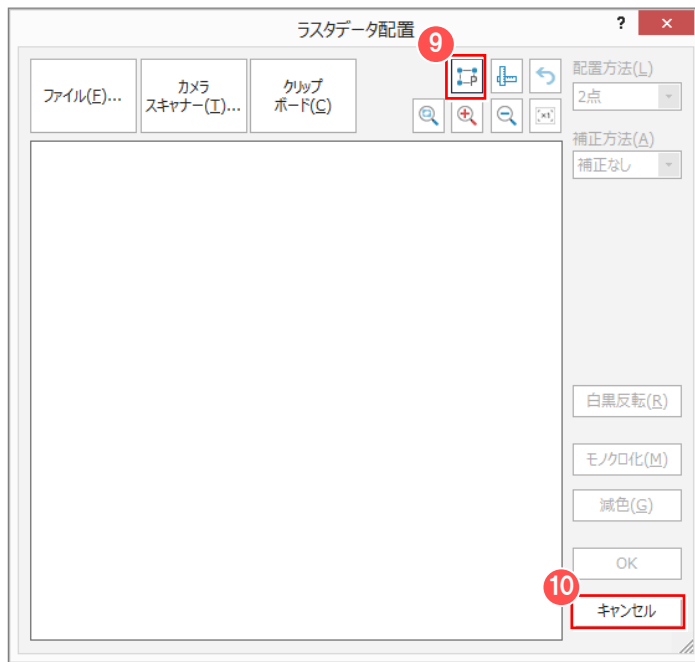 ラスタデータ配置
?
×
9
ファイル(F)...
カメラ
スキャナー(T)...
クリップ
ボード(C)
P
×1
配置方法(L)
2点
補正方法(A)
補正なし
白黒反転(R)
モノクロ化(M)
減色(G)
OK
10
キャンセル